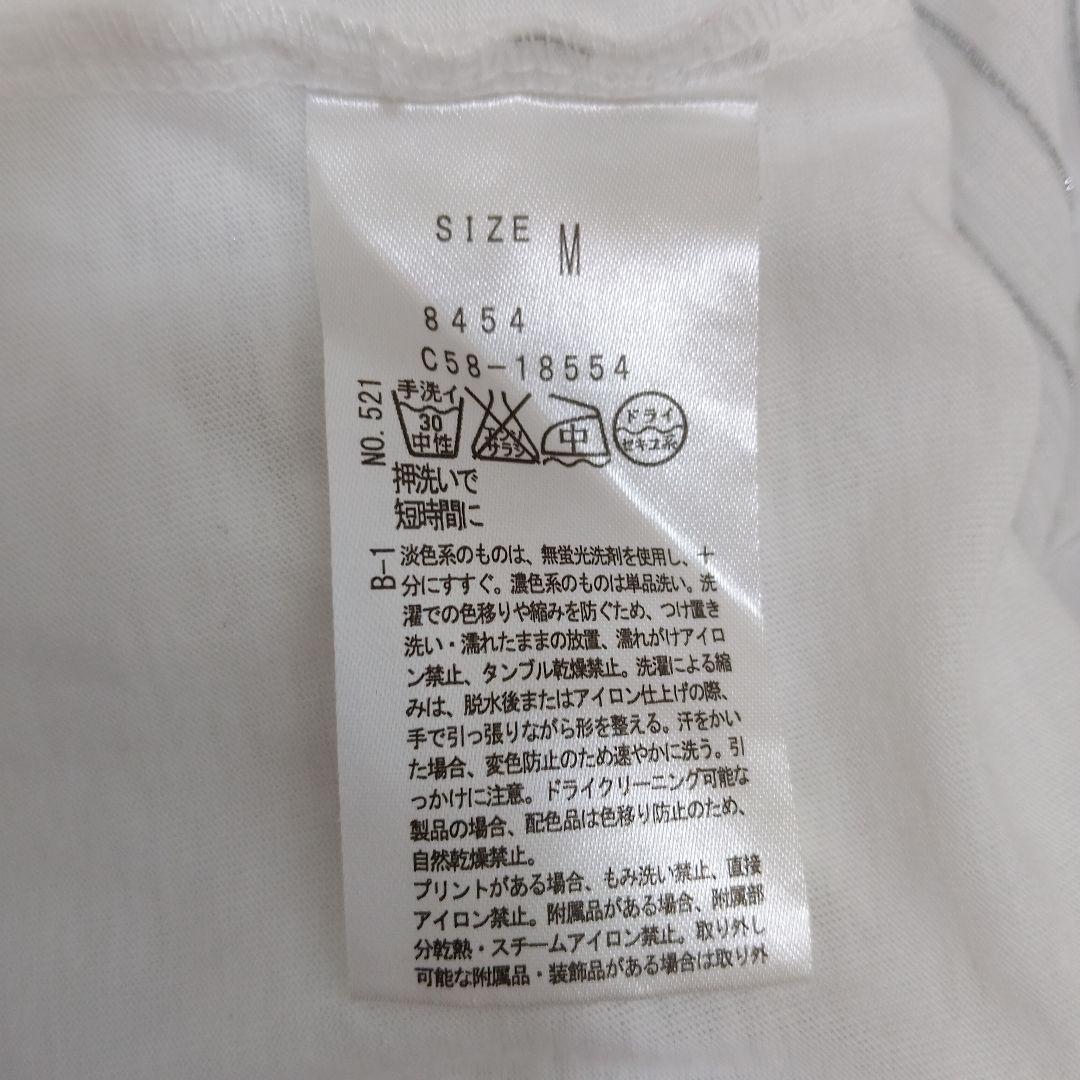 SIZE M
8454
C58-18554
NO.521
手洗イ
30
中性
エンソ
サラシ
中
ドライ
セキユ系
押洗いで
短時間に
B-1
淡色系のものは、無蛍光洗剤を使用し、十
分にすすぐ。濃色系のものは単品洗い。洗
濯での色移りや縮みを防ぐため、つけ置き
洗い・濡れたままの放置、濡れがけアイロ
ン禁止、タンブル乾燥禁止。洗濯による縮
みは、脱水後またはアイロン仕上げの際、
手で引っ張りながら形を整える。汗をかい
た場合、変色防止のため速やかに洗う。引
っかけに注意。ドライクリーニング可能な
製品の場合、配色品は色移り防止のため、
自然乾燥禁止。
プリントがある場合、もみ洗い禁止、直接
アイロン禁止。附属品がある場合、附属部
分乾熱・スチームアイロン禁止。取り外し
可能な附属品・装飾品がある場合は取り外